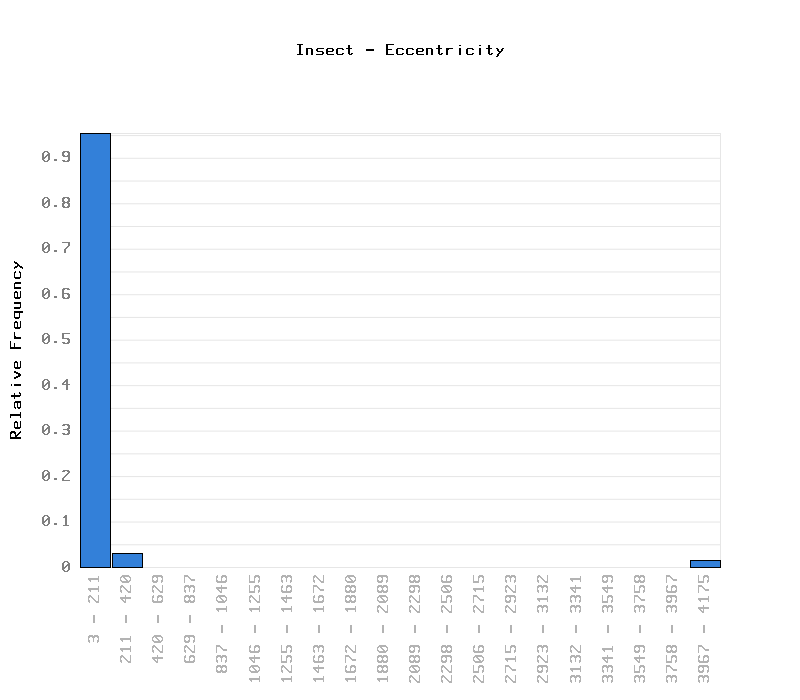 Insect - Eccentricity
Relative Frequency
0.9
0.8
0.7
0.6
0.5
0.4
0.3
0.2
0.1
0
3 - 211
211 - 420
420 - 629
629 - 837
837 - 1046
1046 - 1255
1255 - 1463
1463 - 1672
1672 - 1880
1880 - 2089
2089 - 2298
2298 - 2506
2506 - 2715
2715 - 2923
2923 - 3132
3132 - 3341
3341 - 3549
3549 - 3758
3758 - 3967
3967 - 4175